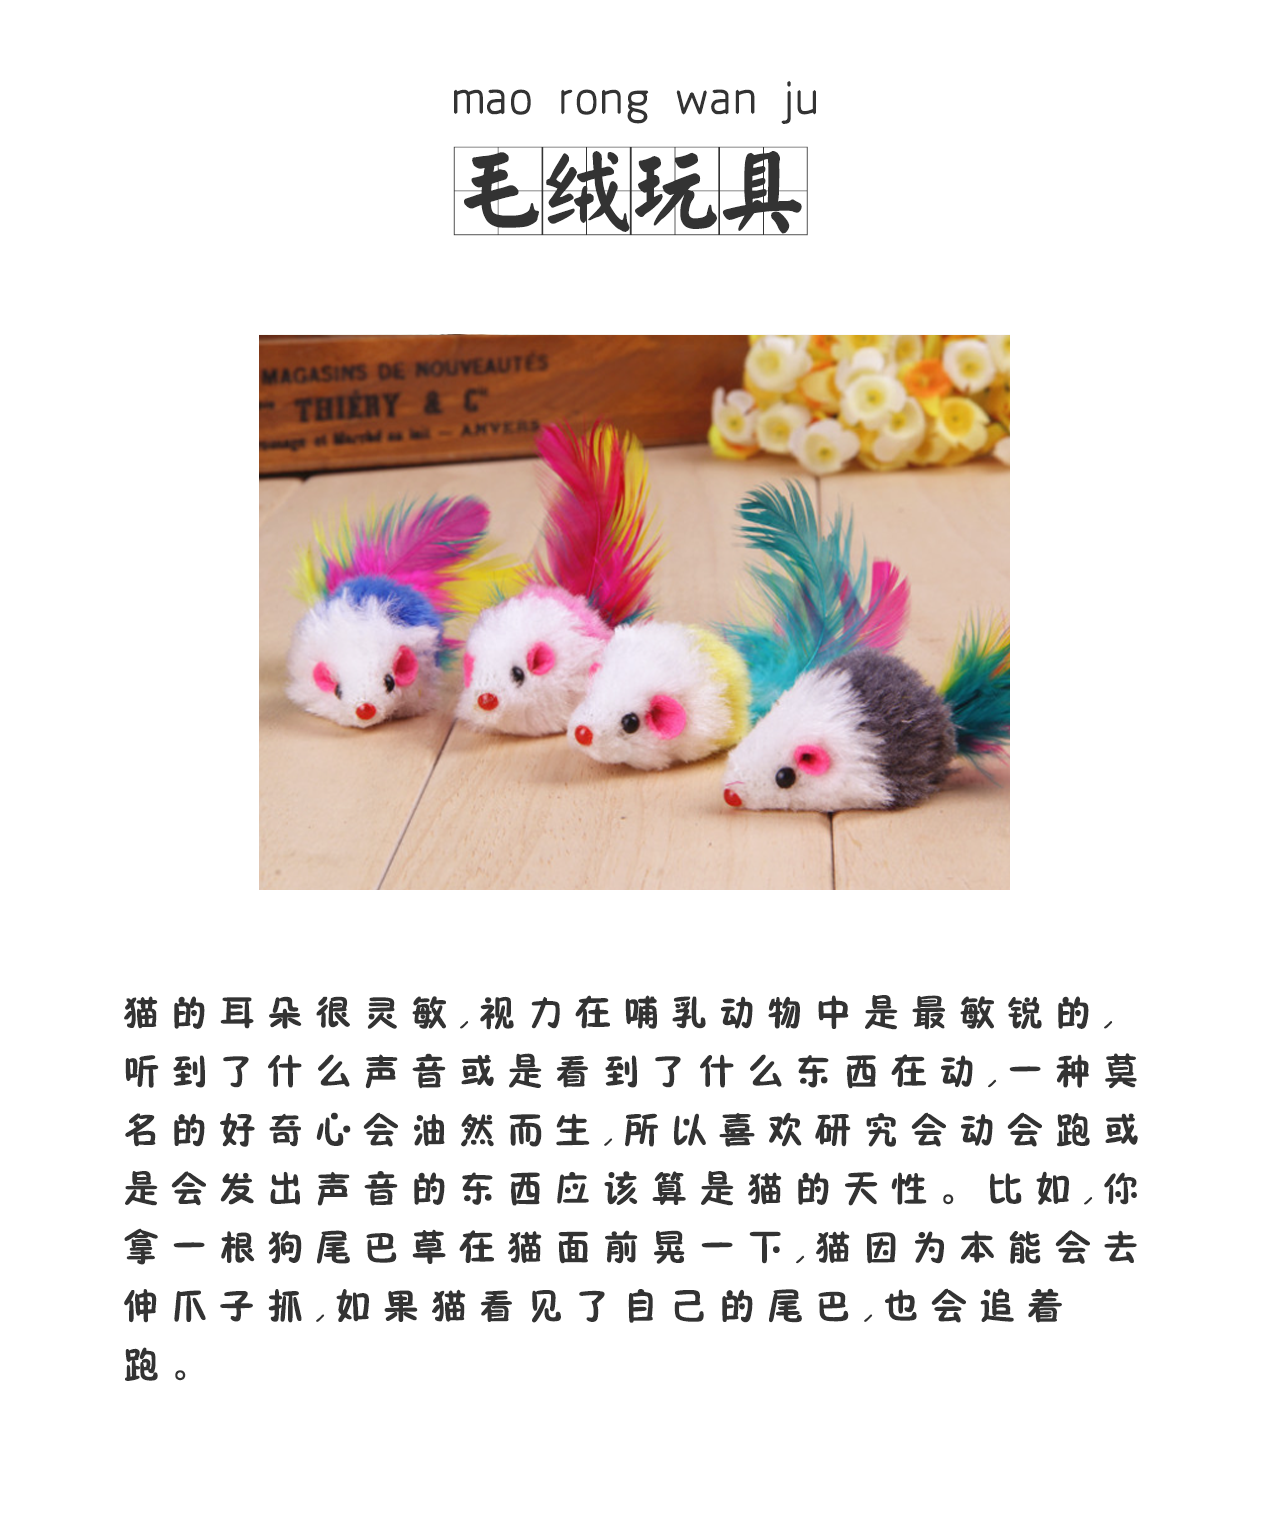 mao rong wan ju
毛绒玩具
MAGASINS DE NOUVEAUTÉS
THIÉRY & Cie
et Marché au lait — ANVERS
猫的耳朵很灵敏,视力在哺乳动物中是最敏锐的,
听到了什么声音或是看到了什么东西在动,一种莫
名的好奇心会油然而生,所以喜欢研究会动会跑或
是会发出声音的东西应该算是猫的天性。比如,你
拿一根狗尾巴草在猫面前晃一下,猫因为本能会去
伸爪子抓,如果猫看见了自己的尾巴,也会追着
跑。